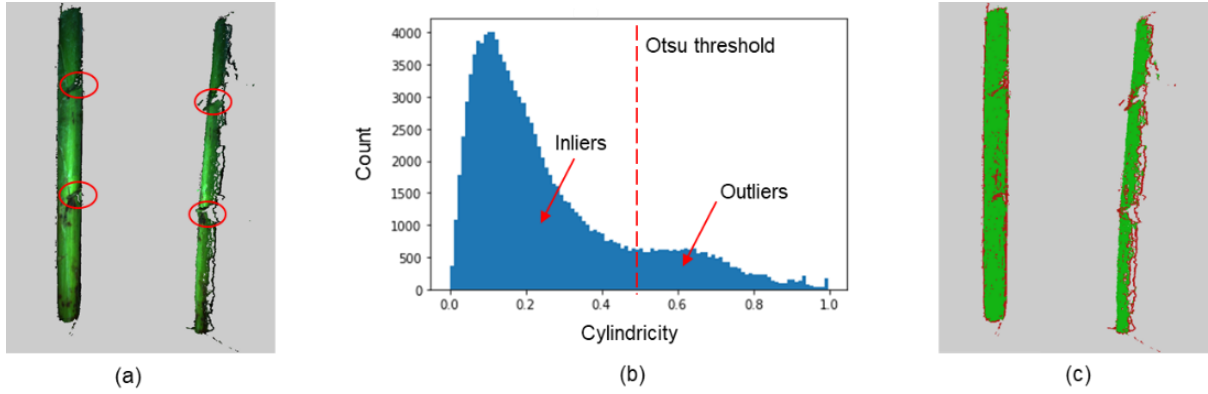 4000
3500
3000
2500
2000
1500
1000
500
0
Count
Otsu threshold
Inliers
Outliers
0.0 0.2 0.4 0.6 0.8 1.0
Cylindricity
(a)
(b)
(c)